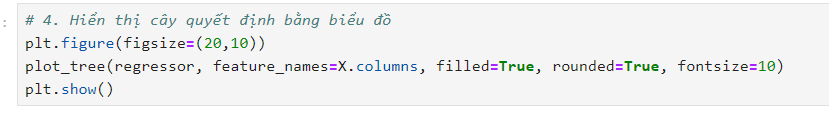 :
# 4. Hiển thị cây quyết định bằng biểu đồ
plt.figure(figsize=(20,10))
plot_tree(regressor, feature_names=X.columns, filled=True, rounded=True, fontsize=10)
plt.show()